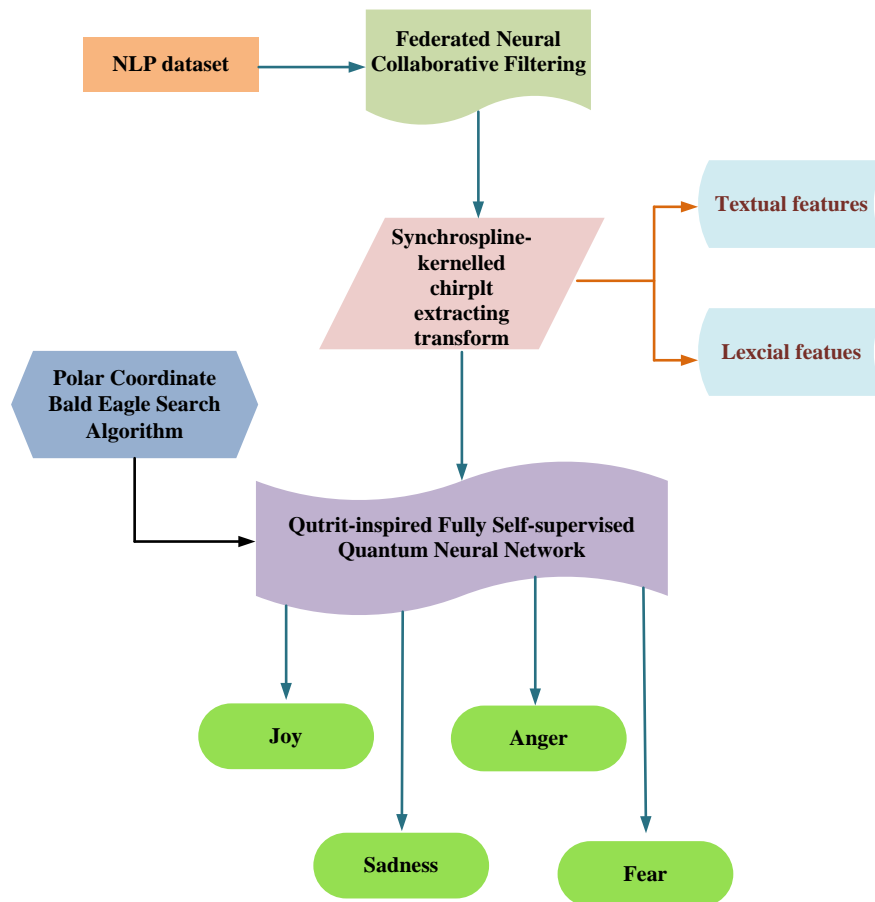 NLP dataset
Federated Neural
Collaborative Filtering
Synchrospline-
kernelled
chirplt
extracting
transform
Textual features
Lexcial featues
Polar Coordinate
Bald Eagle Search
Algorithm
Qutrit-inspired Fully Self-supervised
Quantum Neural Network
Joy
Anger
Sadness
Fear